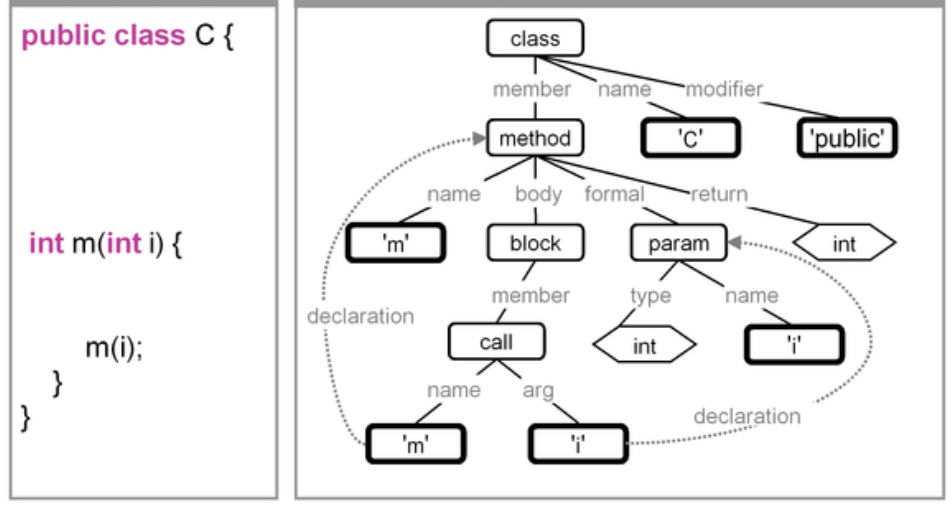 public class C {
int m(int i) {
m(i);
}
}
class
member name modifier
method 'C' 'public'
name body formal return
'm' block param int
member type name
declaration
call int 'i'
name arg
declaration
'm' 'i'